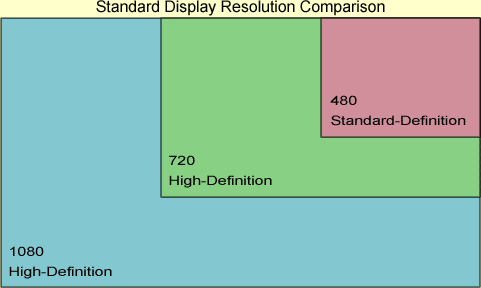 Standard Display Resolution Comparison
480
Standard-Definition
720
High-Definition
1080
High-Definition